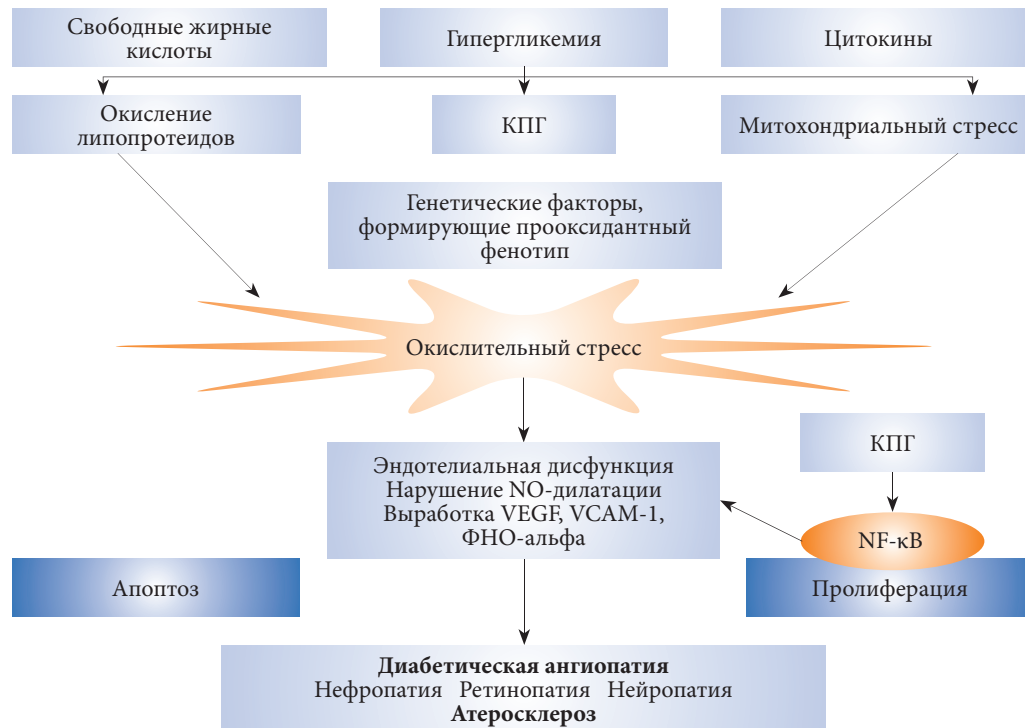 Свободные жирные
кислоты
Гипергликемия
Цитокины
Окисление
липопротеидов
КПГ
Митохондриальный стресс
Генетические факторы,
формирующие прооксидантный
фенотип
Окислительный стресс
Эндотелиальная дисфункция
Нарушение NO-дилатации
Выработка VEGF, VCAM-1,
ФНО-альфа
КПГ
NF-κB
Апоптоз
Пролиферация
Диабетическая ангиопатия
Нефропатия Ретинопатия Нейропатия
Атеросклероз